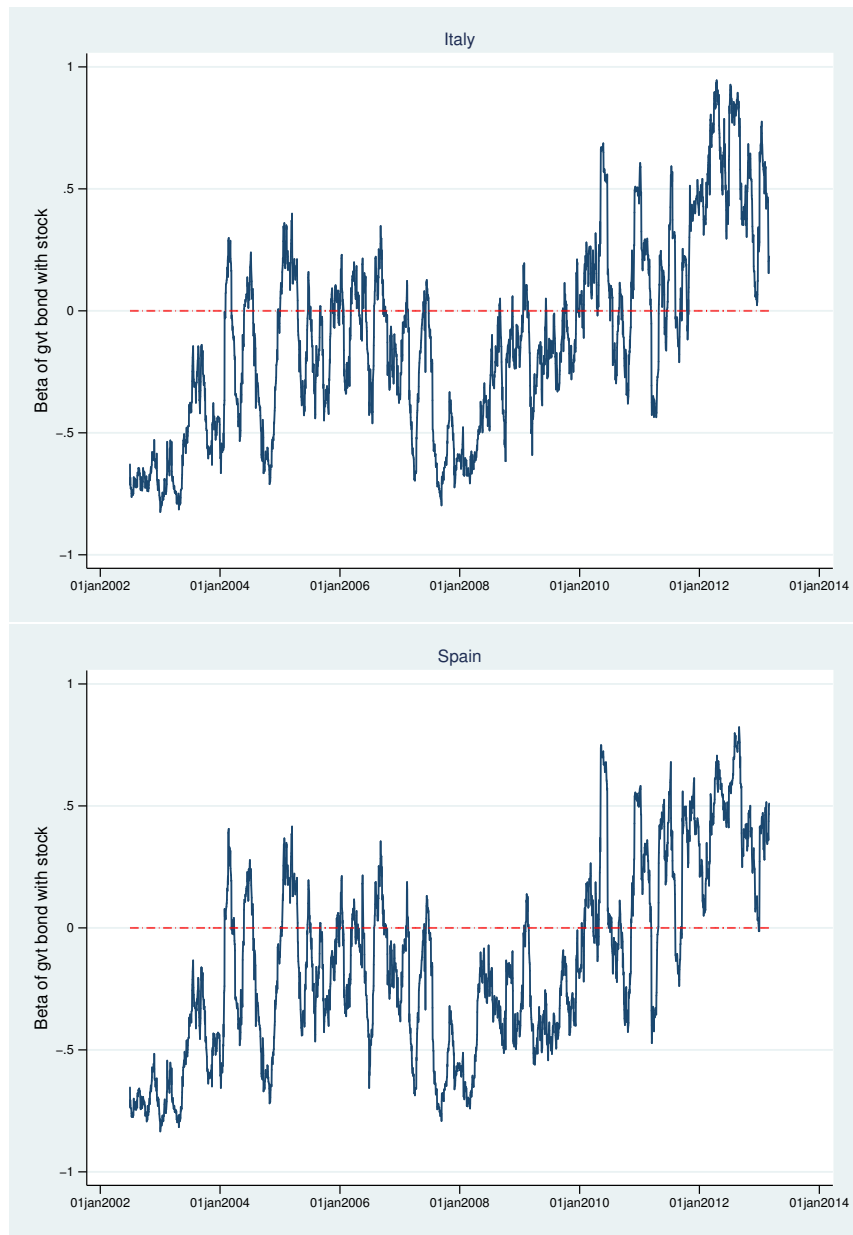 Italy
Beta of gvt bond with stock
1
.5
0
−.5
−1
01jan2002 01jan2004 01jan2006 01jan2008 01jan2010 01jan2012 01jan2014
Spain
Beta of gvt bond with stock
1
.5
0
−.5
−1
01jan2002 01jan2004 01jan2006 01jan2008 01jan2010 01jan2012 01jan2014